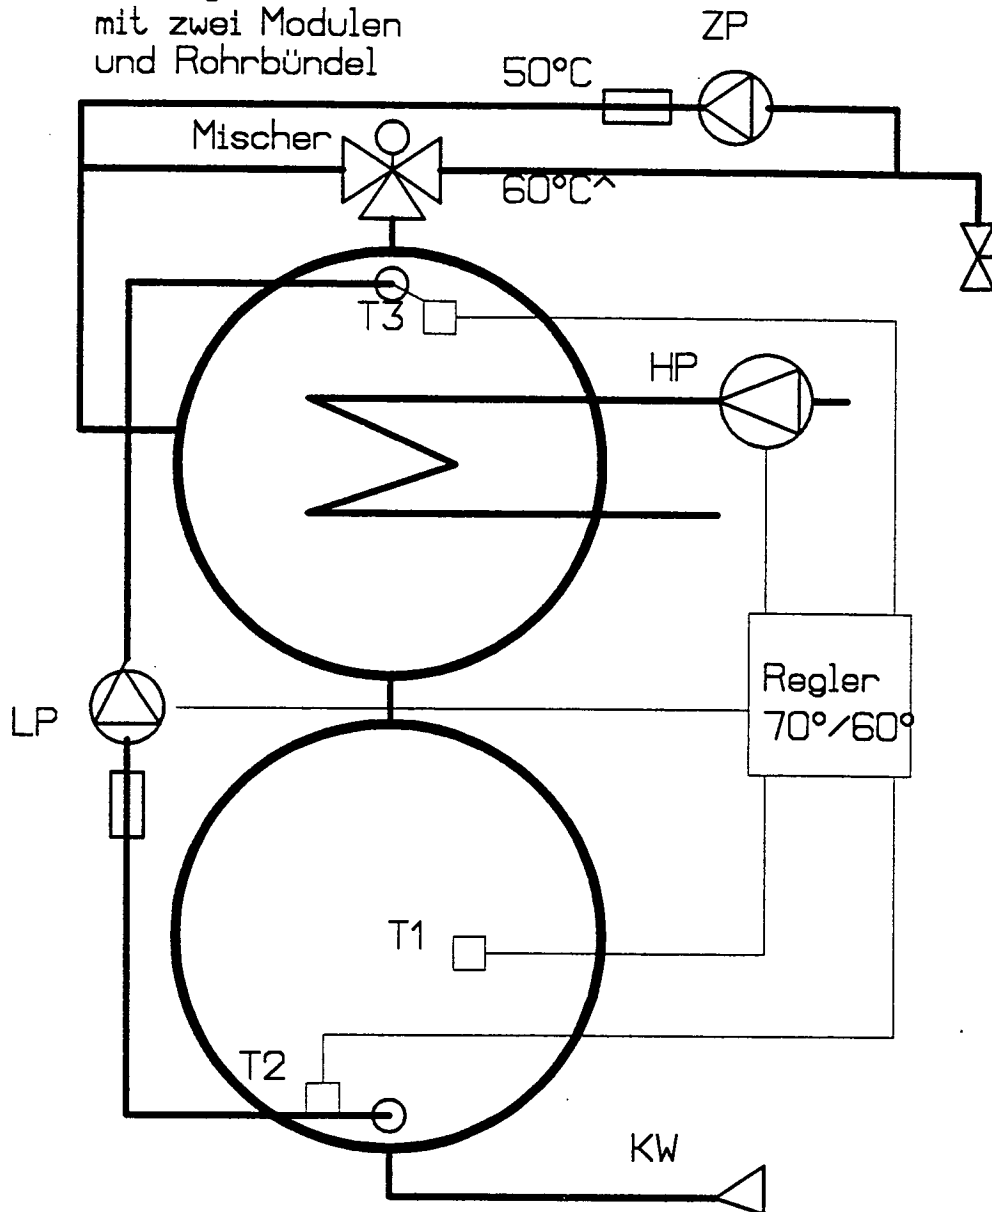 mit zwei Modulen
und Rohrbündel
ZP
50°C
Mischer
60°C^
T3
HP
Regler
70°/60°
LP
T1
T2
KW